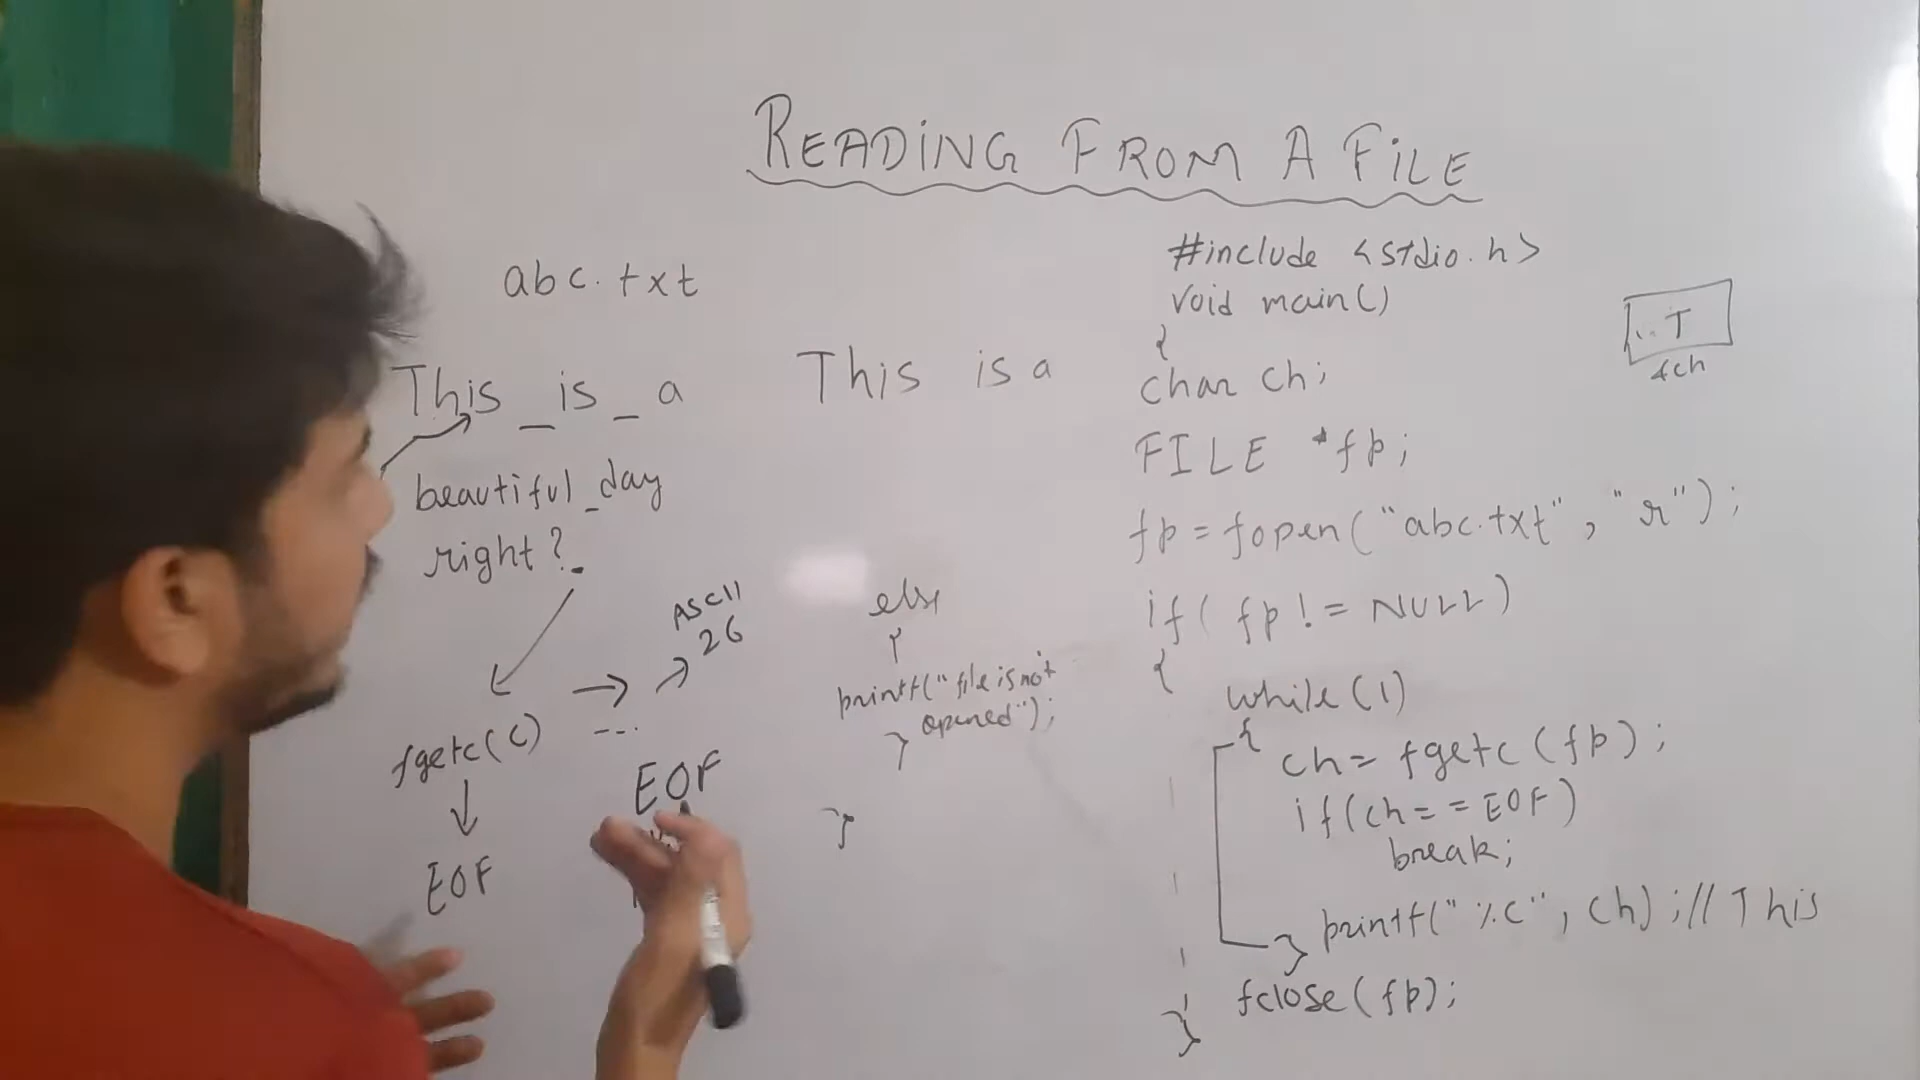 READING FROM A FILE
abc.txt
This _ is _ a
beautiful_day
right?
fgetc(c)
EOF
ASCII
26
EOF
This is a
else
{
printf("file is not
opened");
}
}
#include <stdio.h>
void main()
{
char ch;
FILE *fp;
fp = fopen("abc.txt", "r");
if( fp != NULL)
{
while(1)
{
ch= fgetc(fp);
if(ch==EOF)
break;
printf("%c", ch);// This
}
fclose(fp);
}
T
ch